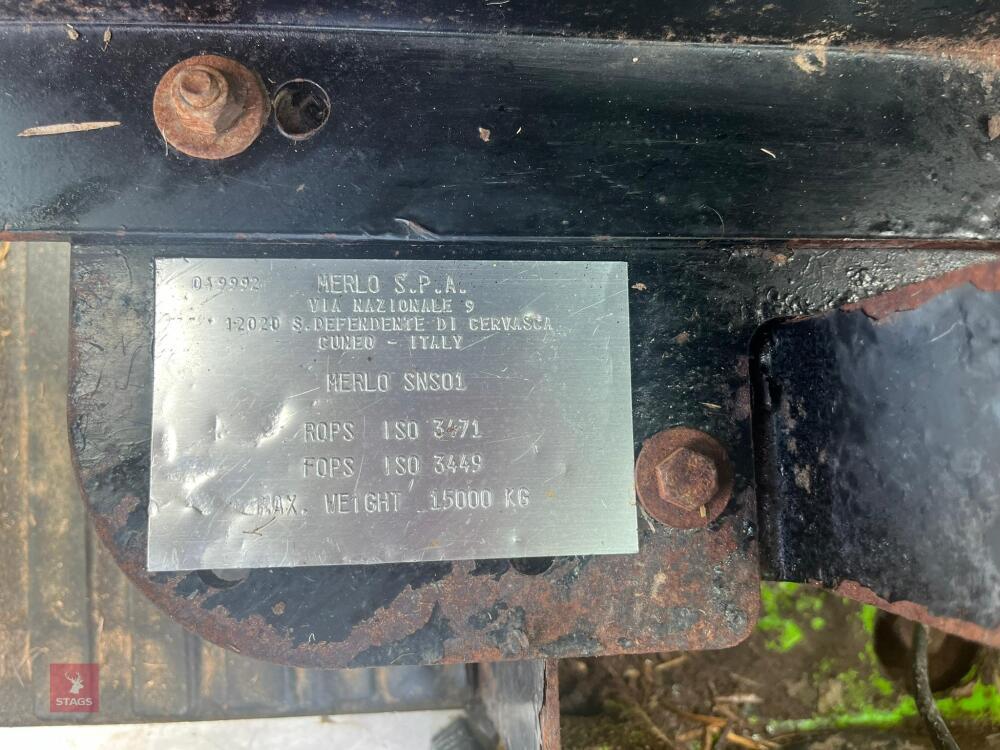 049992 MERLO S.P.A.
VIA NAZIONALE 9
12020 S.DEFENDENTE DI CERVASCA
CUNEO - ITALY
MERLO SNS01
ROPS ISO 3471
FOPS ISO 3449
MAX. WEIGHT 15000 KG
STAGS